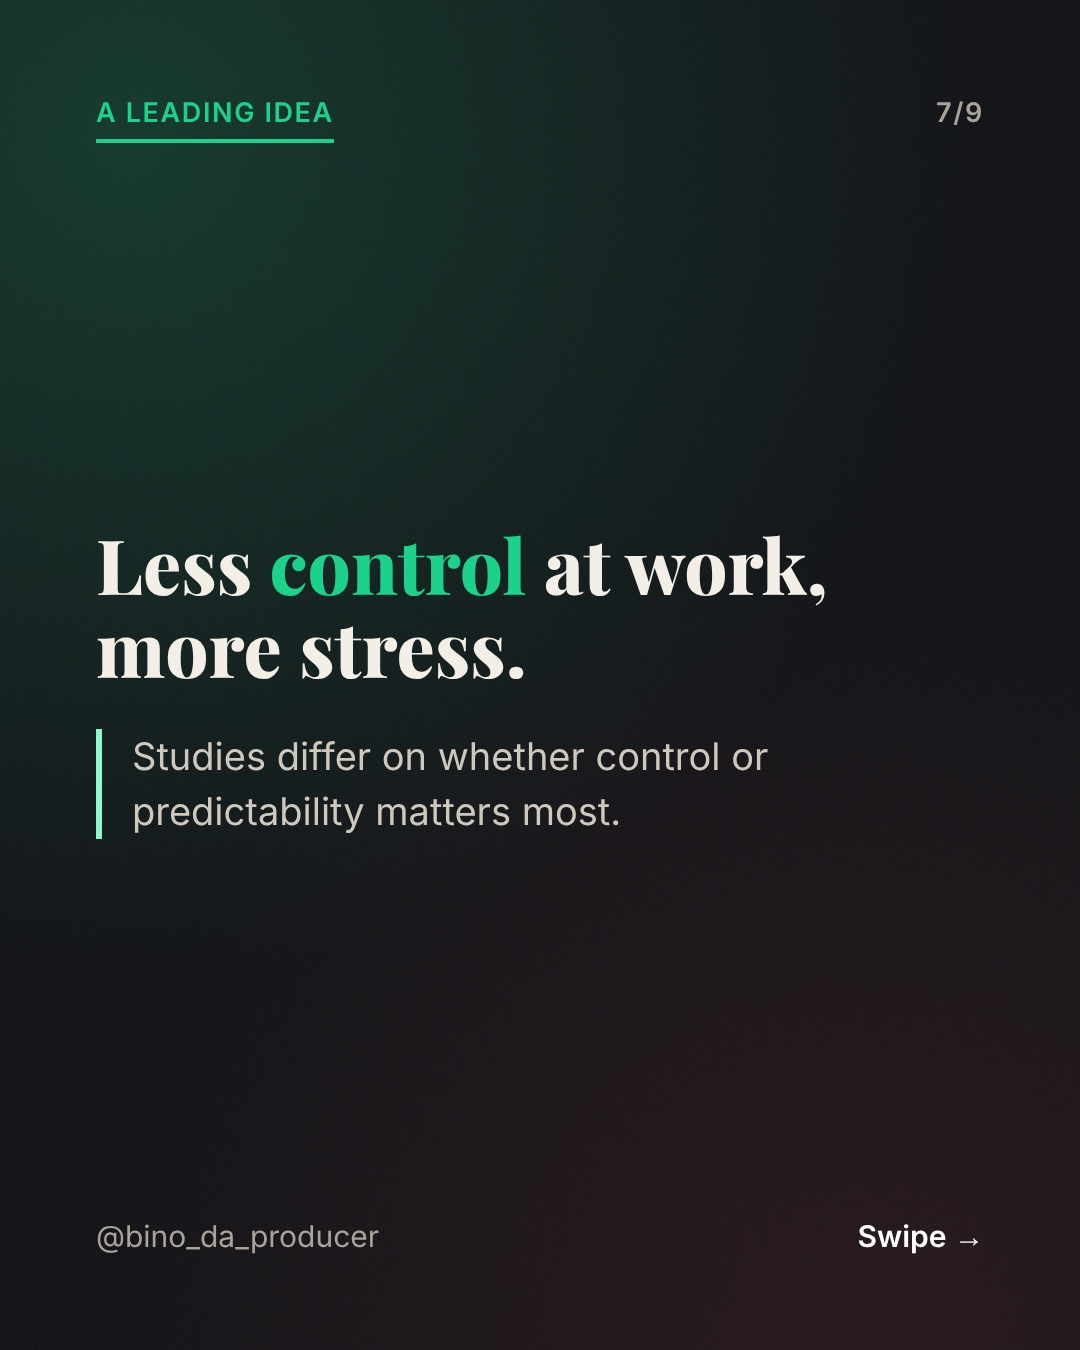 A LEADING IDEA
7/9
Less control at work,
more stress.
Studies differ on whether control or
predictability matters most.
@bino_da_producer
Swipe →